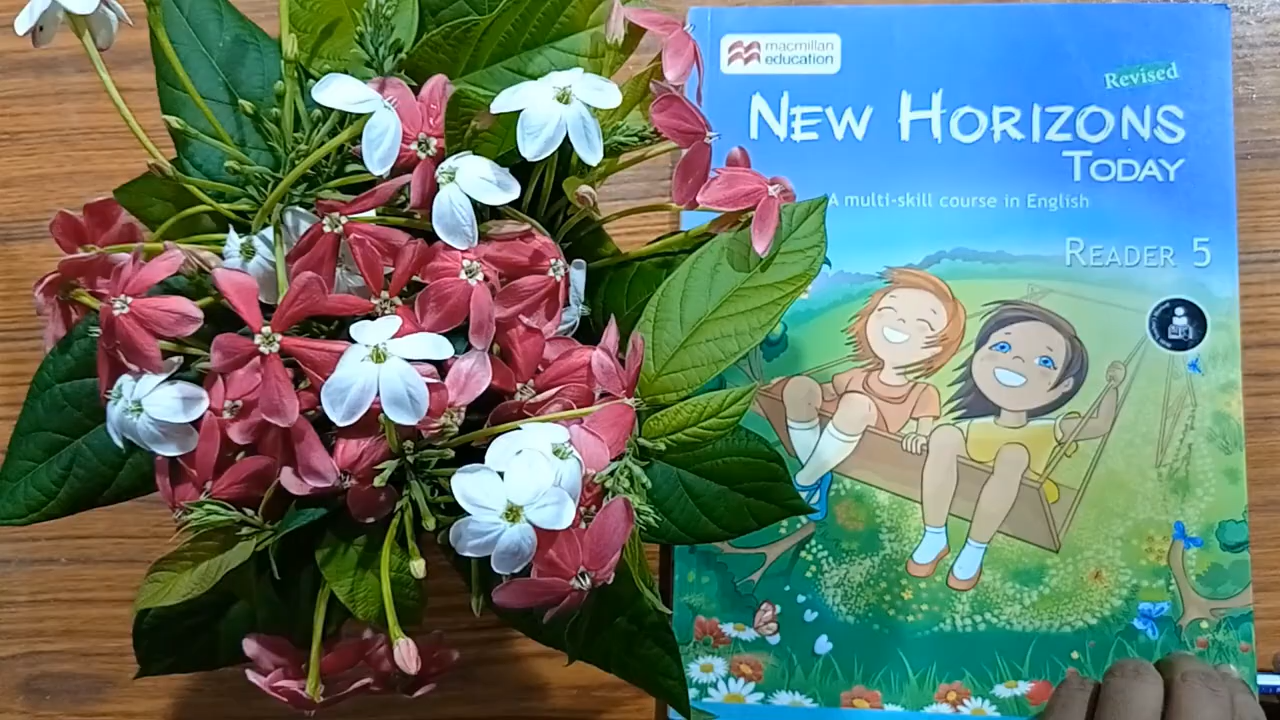 macmillan
education
Revised
NEW HORIZONS
TODAY
A multi-skill course in English
READER 5